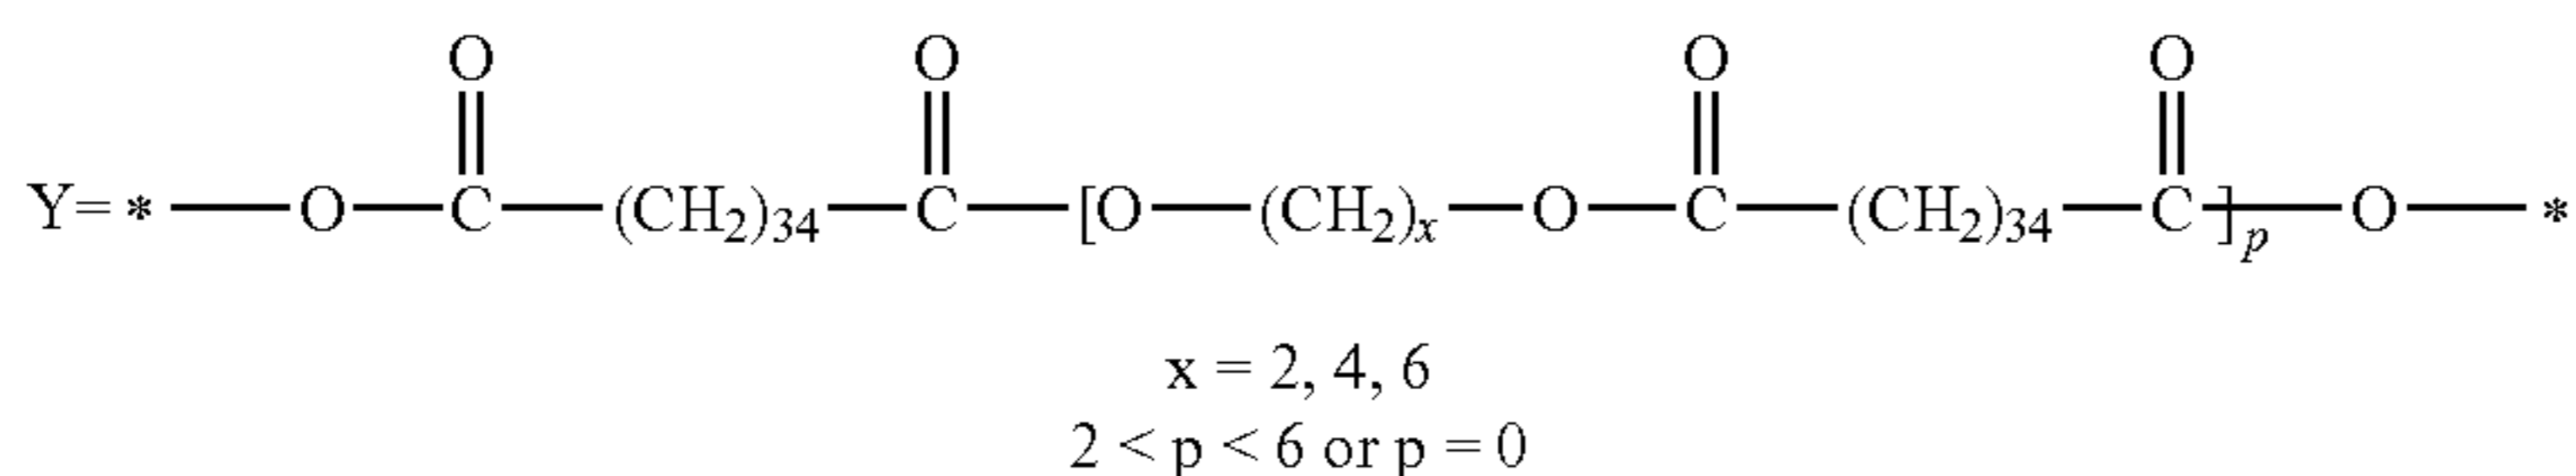 O O O O
Y= * — O — C — (CH₂)₃₄ — C — [O — (CH₂)ₓ — O — C — (CH₂)₃₄ — C ]ₚ — O — *
x = 2, 4, 6
2 < p < 6 or p = 0